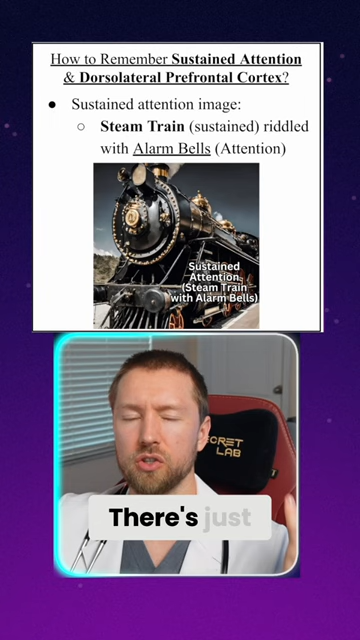 How to Remember Sustained Attention
& Dorsolateral Prefrontal Cortex?
● Sustained attention image:
○ Steam Train (sustained) riddled
with Alarm Bells (Attention)
Sustained
Attention
(Steam Train
with Alarm Bells)
SECRET
LAB
There's just